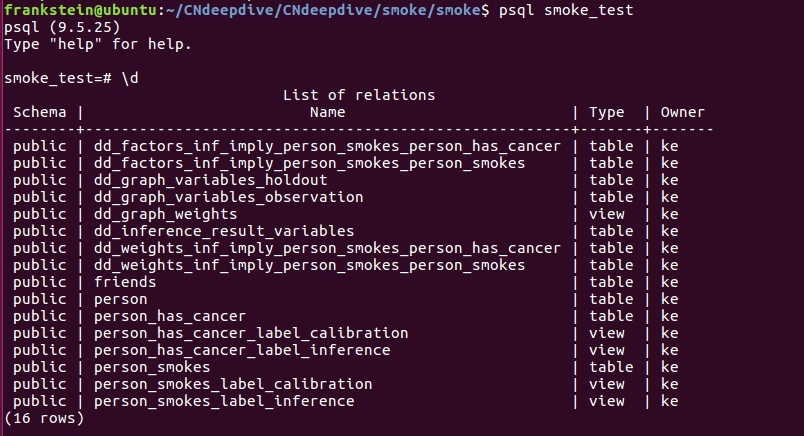 frankstein@ubuntu:~/CNdeepdive/CNdeepdive/smoke/smoke$ psql smoke_test
psql (9.5.25)
Type "help" for help.

smoke_test=# \d
                                  List of relations
 Schema |                            Name                            | Type  | Owner
--------+------------------------------------------------------------+-------+-------
 public | dd_factors_inf_imply_person_smokes_person_has_cancer | table | ke
 public | dd_factors_inf_imply_person_smokes_person_smokes     | table | ke
 public | dd_graph_variables_holdout                           | table | ke
 public | dd_graph_variables_observation                       | table | ke
 public | dd_graph_weights                                     | view  | ke
 public | dd_inference_result_variables                        | table | ke
 public | dd_weights_inf_imply_person_smokes_person_has_cancer | table | ke
 public | dd_weights_inf_imply_person_smokes_person_smokes     | table | ke
 public | friends                                              | table | ke
 public | person                                               | table | ke
 public | person_has_cancer                                    | table | ke
 public | person_has_cancer_label_calibration                  | view  | ke
 public | person_has_cancer_label_inference                    | view  | ke
 public | person_smokes                                        | table | ke
 public | person_smokes_label_calibration                      | view  | ke
 public | person_smokes_label_inference                        | view  | ke
(16 rows)